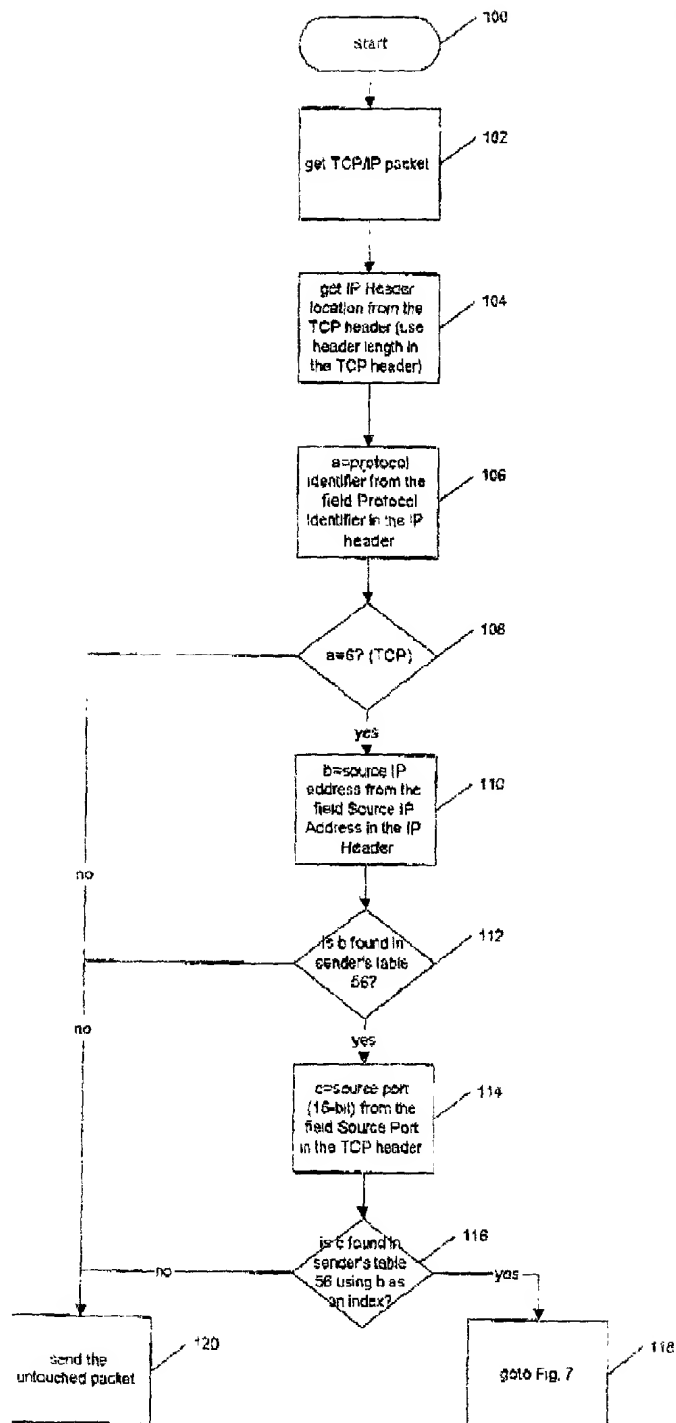 start
100
get TCP/IP packet
102
get IP Header
location from the
TCP header (use
header length in
the TCP header)
104
a=protocol
identifier from the
field Protocol
Identifier in the IP
header
106
a=6? (TCP)
108
yes
b=source IP
address from the
field Source IP
Address in the IP
Header
110
no
is b found in
sender's table
56?
112
no
yes
c=source port
(16-bit) from the
field Source Port
in the TCP header
114
is c found in
sender's table
56 using b as
an index?
116
no
yes
send the
untouched packet
120
goto Fig. 7
118